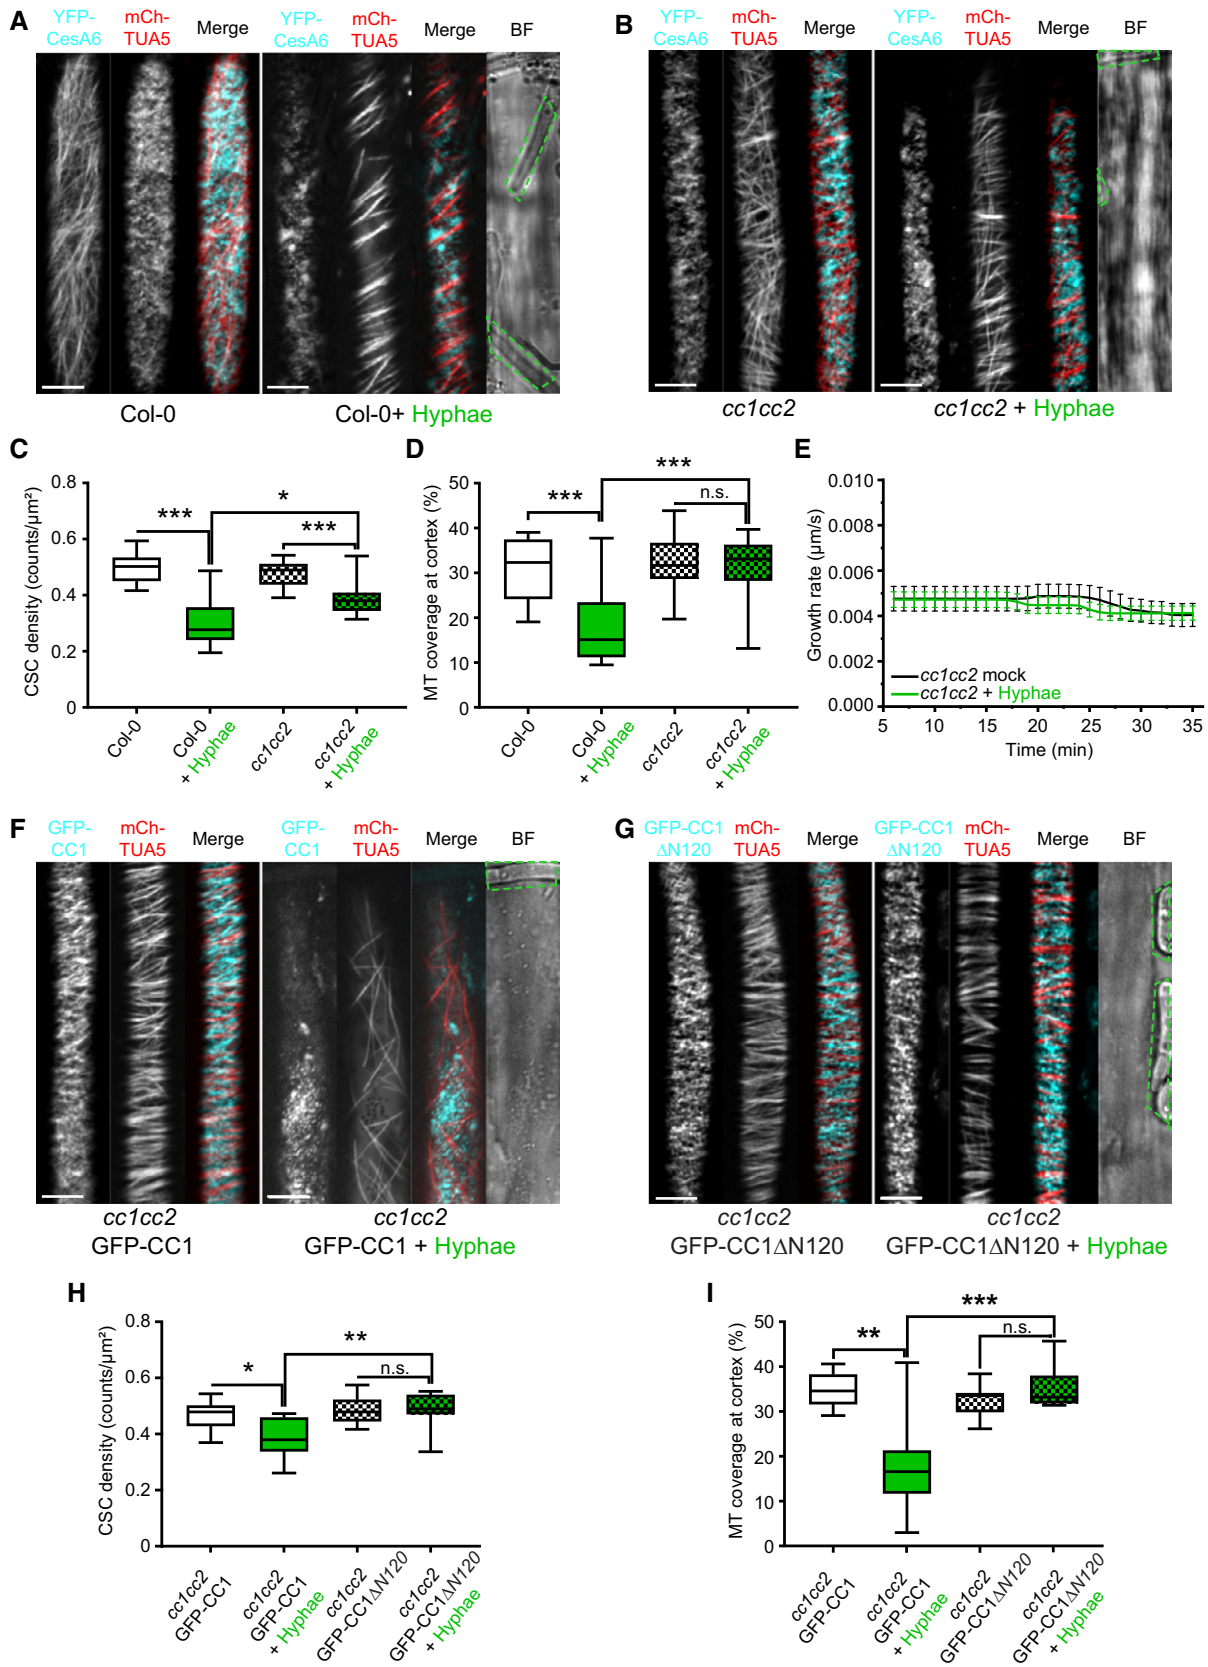 A
YFP-CesA6 mCh-TUA5 Merge YFP-CesA6 mCh-TUA5 Merge BF
Col-0 Col-0+ Hyphae
B
YFP-CesA6 mCh-TUA5 Merge YFP-CesA6 mCh-TUA5 Merge BF
cc1cc2 cc1cc2 + Hyphae
C
CSC density (counts/µm²)
0.8
0.6
0.4
0.2
0
*** * ***
Col-0
Col-0 + Hyphae
cc1cc2
cc1cc2 + Hyphae
D
MT coverage at cortex (%)
50
40
30
20
10
0
*** *** n.s.
Col-0
Col-0 + Hyphae
cc1cc2
cc1cc2 + Hyphae
E
Growth rate (µm/s)
0.010
0.008
0.006
0.004
0.002
0.000
cc1cc2 mock
cc1cc2 + Hyphae
5 10 15 20 25 30 35
Time (min)
F
GFP-CC1 mCh-TUA5 Merge GFP-CC1 mCh-TUA5 Merge BF
cc1cc2 GFP-CC1
cc1cc2 GFP-CC1 + Hyphae
G
GFP-CC1 ΔN120 mCh-TUA5 Merge GFP-CC1 ΔN120 mCh-TUA5 Merge BF
cc1cc2 GFP-CC1ΔN120
cc1cc2 GFP-CC1ΔN120 + Hyphae
H
CSC density (counts/µm²)
0.8
0.6
0.4
0.2
0
* ** n.s.
cc1cc2 GFP-CC1
cc1cc2 GFP-CC1 + Hyphae
cc1cc2 GFP-CC1ΔN120
cc1cc2 GFP-CC1ΔN120 + Hyphae
I
MT coverage at cortex (%)
50
40
30
20
10
0
** *** n.s.
cc1cc2 GFP-CC1
cc1cc2 GFP-CC1 + Hyphae
cc1cc2 GFP-CC1ΔN120
cc1cc2 GFP-CC1ΔN120 + Hyphae